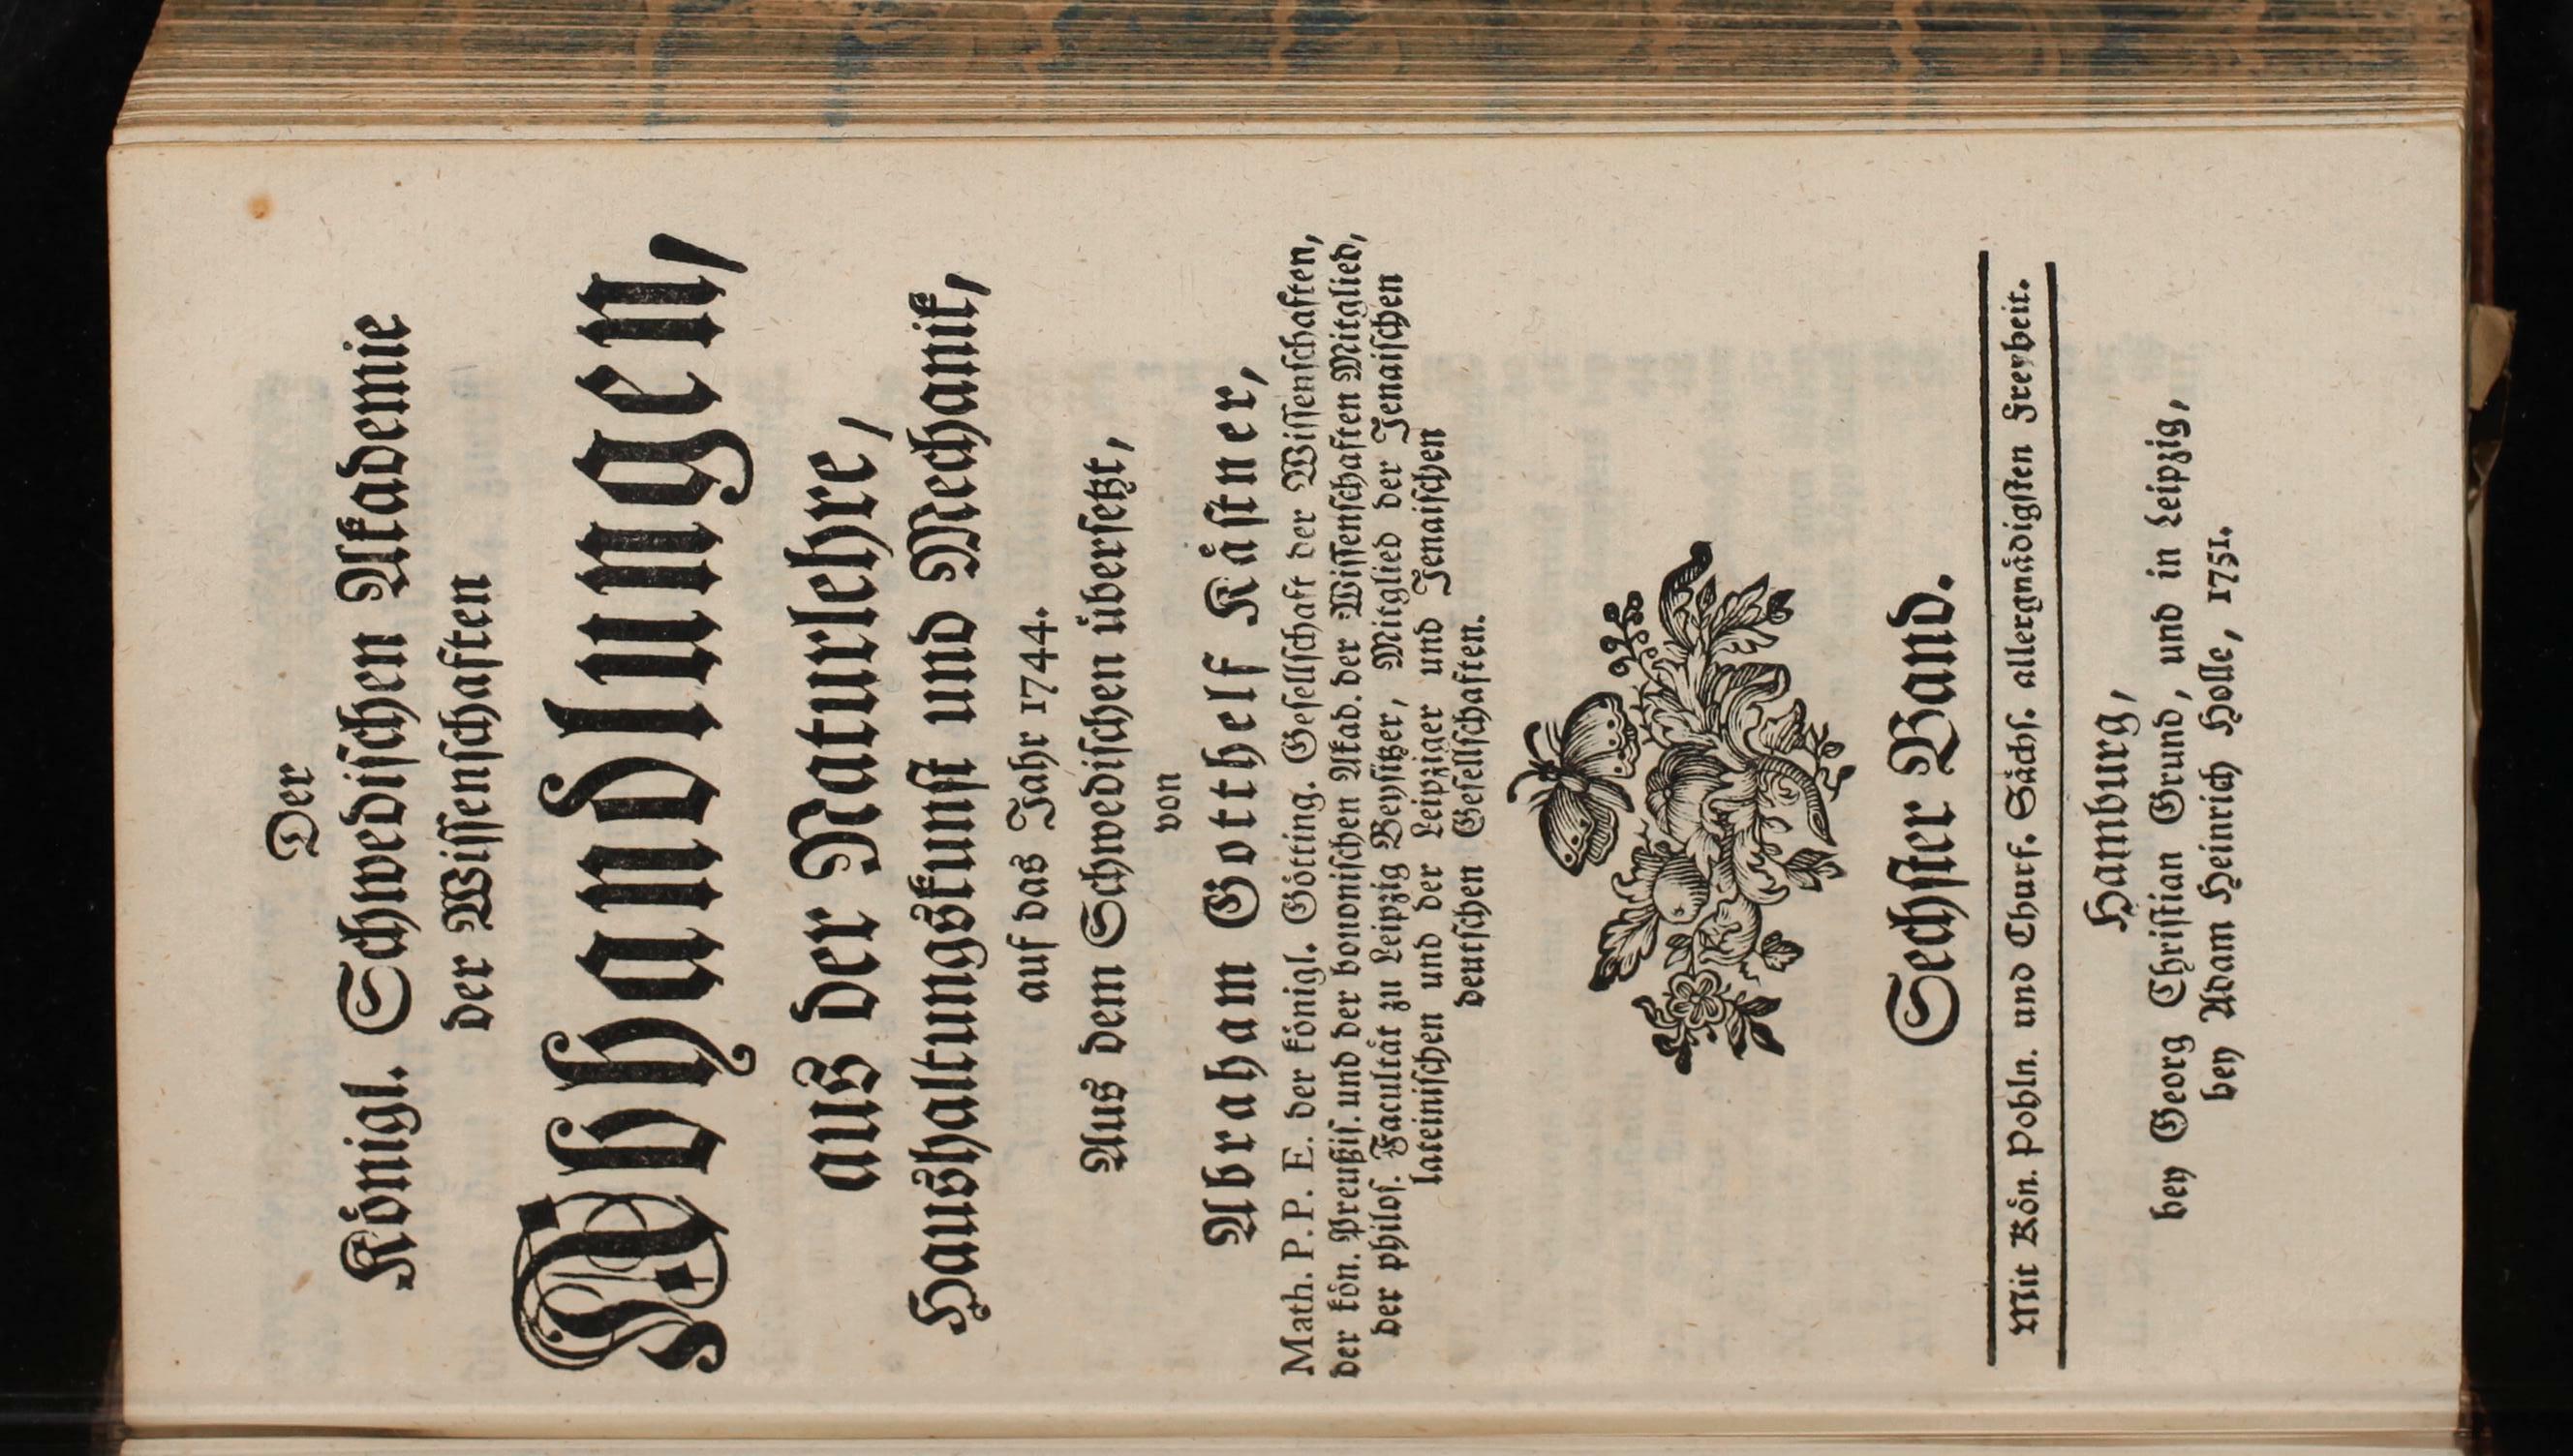 Der
Königl. Schwedischen Akademie
der Wissenschaften
Abhandlungen,
aus der Naturlehre,
Haushaltungskunst und Mechanik,
auf das Jahr 1744.
Aus dem Schwedischen übersetzt,
von
Abraham Gotthelf Kästner,
Math. P. P. E. der königl. Götting. Gesellschaft der Wissenschaften,
der kön. Preußis. und der bononischen Akad. der Wissenschaften Mitglied,
der philos. Facultät zu Leipzig Beysitzer, Mitglied der Jenaischen
lateinischen und der Leipziger und Jenaischen
deutschen Gesellschaften.
Sechster Band.
Mit Kön. Pohln. und Churf. Sächs. allergnädigsten Freyheit.
Hamburg,
bey Georg Christian Grund, und in Leipzig,
bey Adam Heinrich Holle, 1751.